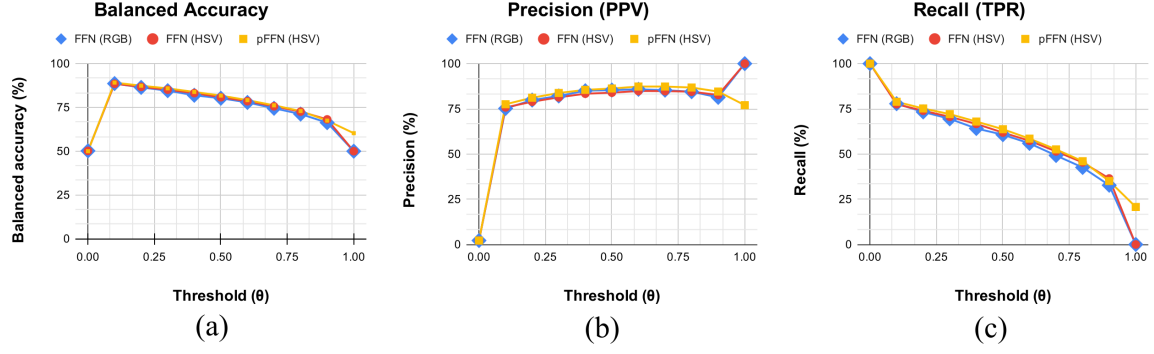 Balanced Accuracy
FFN (RGB) FFN (HSV) pFFN (HSV)
Balanced accuracy (%)
100
75
50
25
0
0.00 0.25 0.50 0.75 1.00
Threshold (θ)
(a)
Precision (PPV)
FFN (RGB) FFN (HSV) pFFN (HSV)
Precision (%)
100
75
50
25
0
0.00 0.25 0.50 0.75 1.00
Threshold (θ)
(b)
Recall (TPR)
FFN (RGB) FFN (HSV) pFFN (HSV)
Recall (%)
100
75
50
25
0
0.00 0.25 0.50 0.75 1.00
Threshold (θ)
(c)